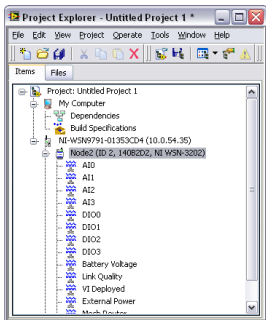 Project Explorer - Untitled Project 1 *
File Edit View Project Operate Tools Window Help
Items Files
Project: Untitled Project 1
My Computer
Dependencies
Build Specifications
NI-WSN9791-01353CD4 (10.0.54.35)
Node2 (ID 2, 140B2D2, NI WSN-3202)
AI0
AI1
AI2
AI3
DIO0
DIO1
DIO2
DIO3
Battery Voltage
Link Quality
VI Deployed
External Power
Mesh Router